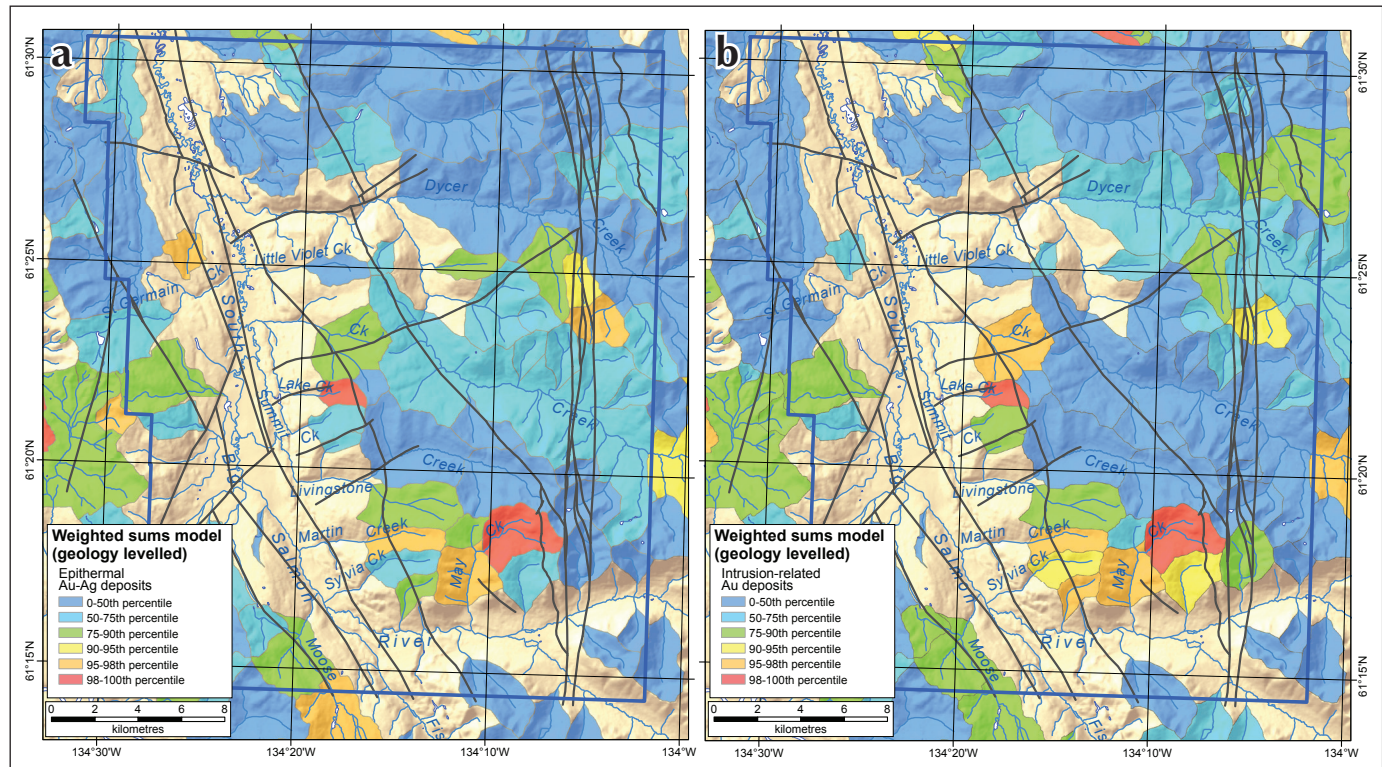 a
61°30'N
61°25'N
61°20'N
61°15'N
Dycer
Creek
Little Violet Ck
St. Germain
Ck
South
Ck
Lake Ck
Summit
Creek
Ck
Big
Creek
Livingstone
Martin Creek
Ck
Sylvia Ck
May
Salmon
River
Moose
Fis
Weighted sums model
(geology levelled)
Epithermal
Au-Ag deposits
0-50th percentile
50-75th percentile
75-90th percentile
90-95th percentile
95-98th percentile
98-100th percentile
0 2 4 6 8
kilometres
134°30'W
134°20'W
134°10'W
134°W
b
61°30'N
61°25'N
61°20'N
61°15'N
Dycer
Creek
Little Violet Ck
St. Germain
Ck
South
Ck
Lake Ck
Summit
Creek
Ck
Big
Creek
Livingstone
Martin Creek
Ck
Sylvia Ck
May
Salmon
River
Moose
Fis
Weighted sums model
(geology levelled)
Intrusion-related
Au deposits
0-50th percentile
50-75th percentile
75-90th percentile
90-95th percentile
95-98th percentile
98-100th percentile
0 2 4 6 8
kilometres
134°30'W
134°20'W
134°10'W
134°W